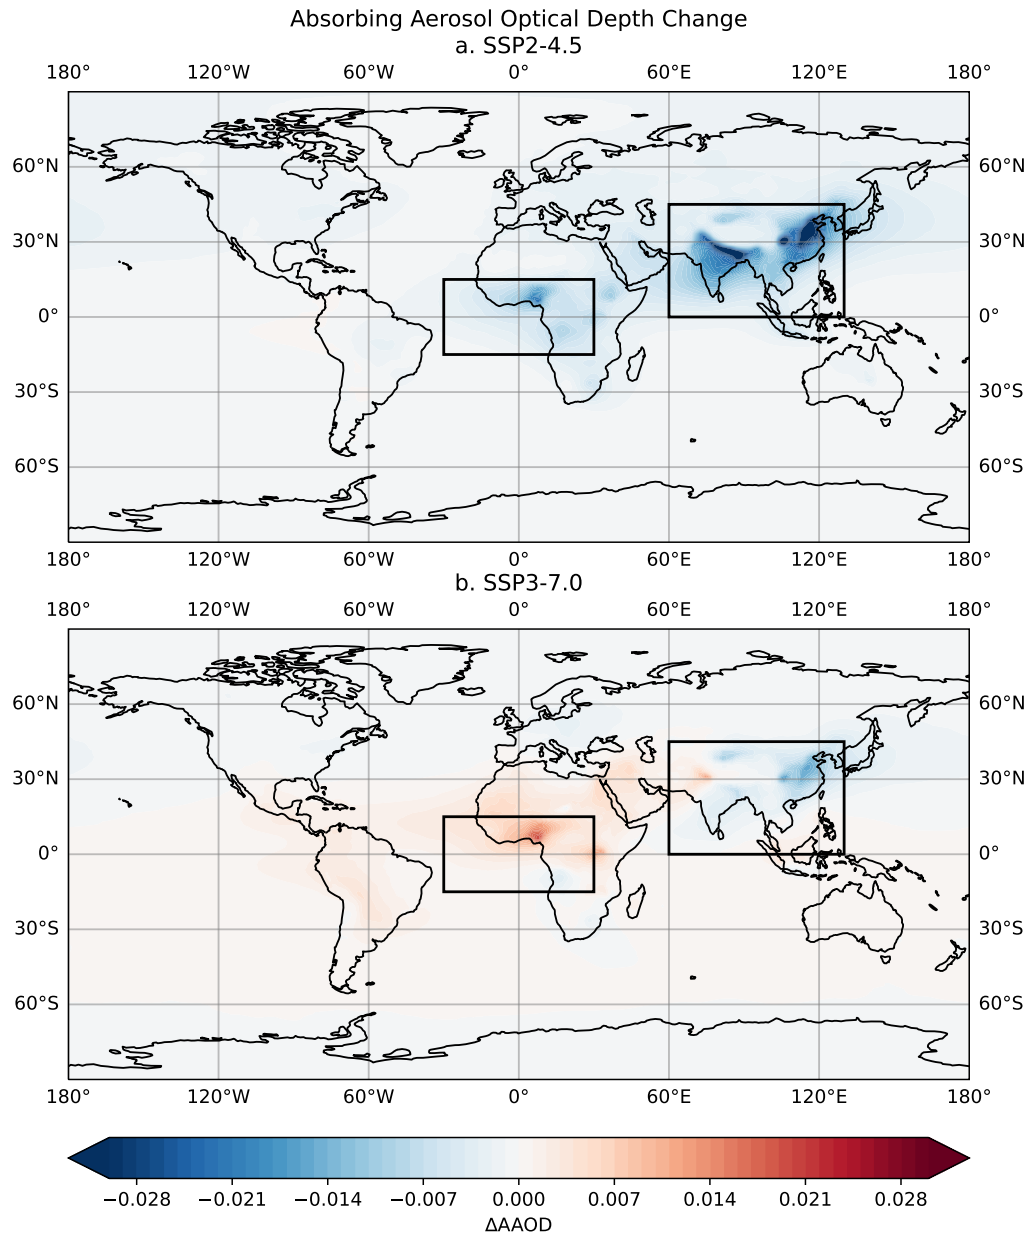 Absorbing Aerosol Optical Depth Change
a. SSP2-4.5
180° 120°W 60°W 0° 60°E 120°E 180°
60°N 60°N
30°N 30°N
0° 0°
30°S 30°S
60°S 60°S
180° 120°W 60°W 0° 60°E 120°E 180°
b. SSP3-7.0
180° 120°W 60°W 0° 60°E 120°E 180°
60°N 60°N
30°N 30°N
0° 0°
30°S 30°S
60°S 60°S
180° 120°W 60°W 0° 60°E 120°E 180°
−0.028 −0.021 −0.014 −0.007 0.000 0.007 0.014 0.021 0.028
ΔAAOD